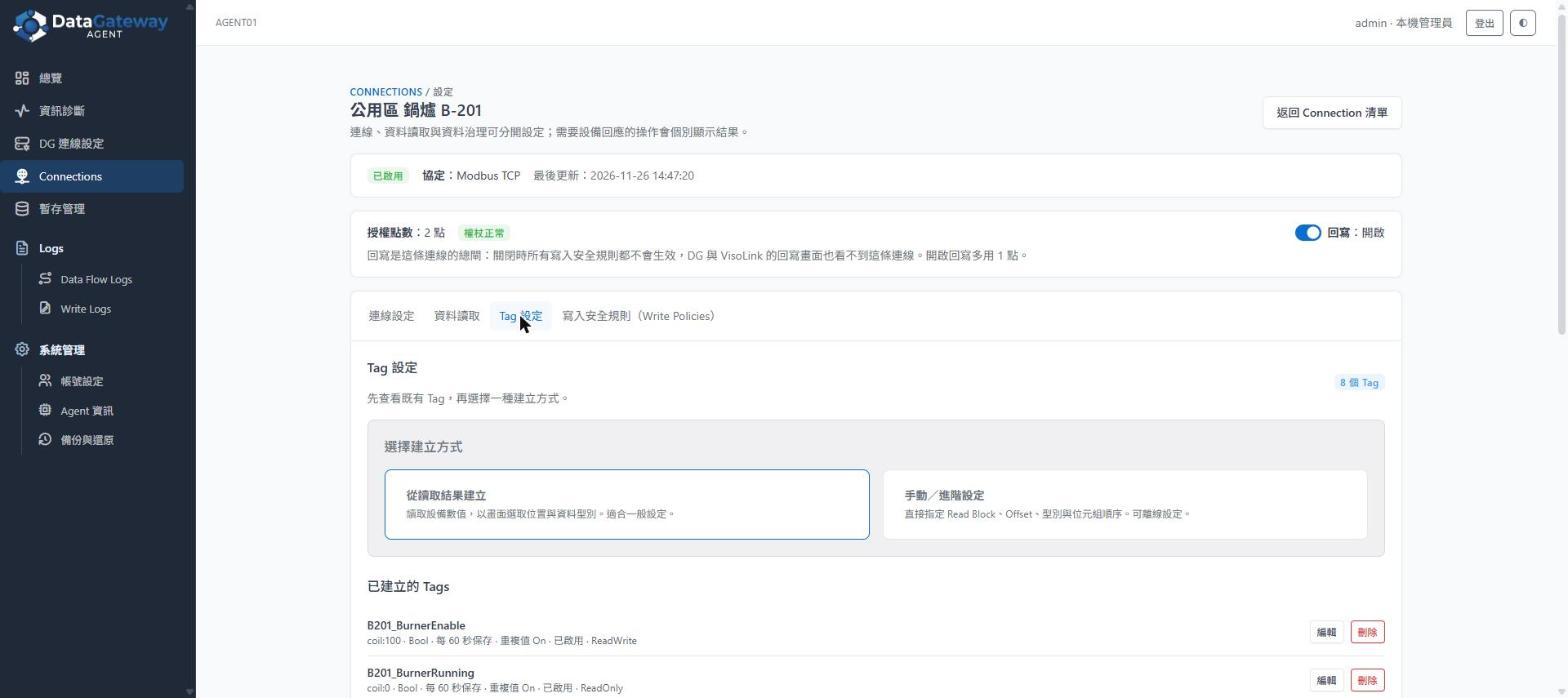 DataGateway
AGENT
AGENT01
admin · 本機管理員
登出
總覽
資訊診斷
DG 連線設定
Connections
暫存管理
Logs
Data Flow Logs
Write Logs
系統管理
帳號設定
Agent 資訊
備份與還原
CONNECTIONS / 設定
公用區 鍋爐 B-201
連線、資料讀取與資料治理可分開設定；需要設備回應的操作會個別顯示結果。
返回 Connection 清單
已啟用 協定：Modbus TCP 最後更新：2026-11-26 14:47:20
授權點數：2 點 權杖正常
回寫：開啟
回寫是這條連線的總閘：關閉時所有寫入安全規則都不會生效，DG 與 VisoLink 的回寫畫面也看不到這條連線。開啟回寫多用 1 點。
連線設定 資料讀取 Tag 設定 寫入安全規則（Write Policies）
Tag 設定
8 個 Tag
先查看既有 Tag，再選擇一種建立方式。
選擇建立方式
從讀取結果建立
讀取設備數值，以畫面選取位置與資料型別。適合一般設定。
手動／進階設定
直接指定 Read Block、Offset、型別與位元組順序。可離線設定。
已建立的 Tags
B201_BurnerEnable
coil:100 · Bool · 每 60 秒保存 · 重複值 On · 已啟用 · ReadWrite
編輯 刪除
B201_BurnerRunning
coil:0 · Bool · 每 60 秒保存 · 重複值 On · 已啟用 · ReadOnly
編輯 刪除